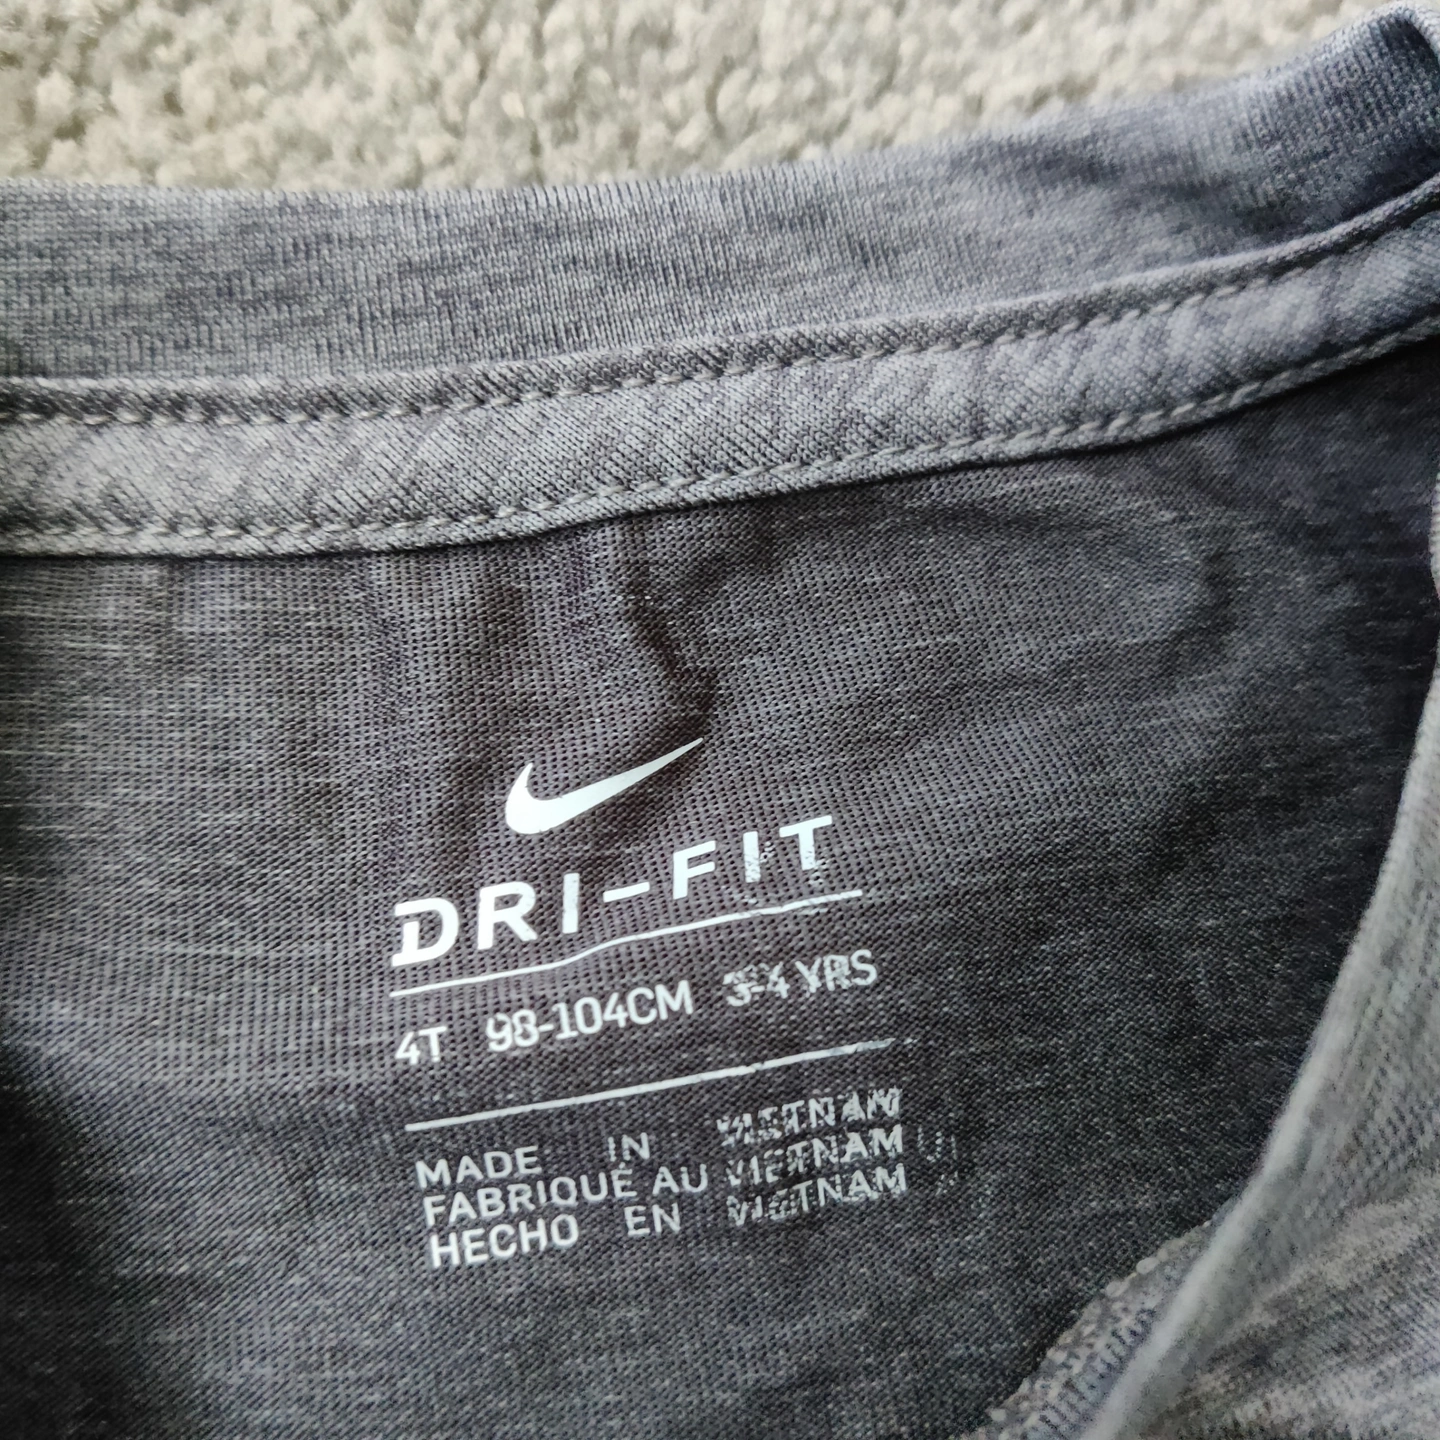 DRI-FIT
4T 98-104CM 3-4 YRS
MADE IN VIETNAM
FABRIQUÉ AU VIETNAM
HECHO EN VIETNAM